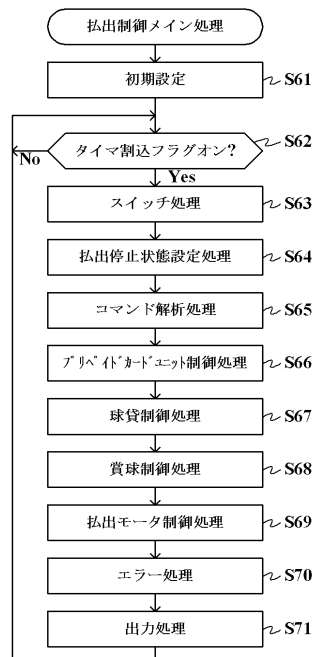 払出制御メイン処理
初期設定 S61
タイマ割込フラグオン? S62
No
Yes
スイッチ処理 S63
払出停止状態設定処理 S64
コマンド解析処理 S65
プリペイドカードユニット制御処理 S66
球貸制御処理 S67
賞球制御処理 S68
払出モータ制御処理 S69
エラー処理 S70
出力処理 S71